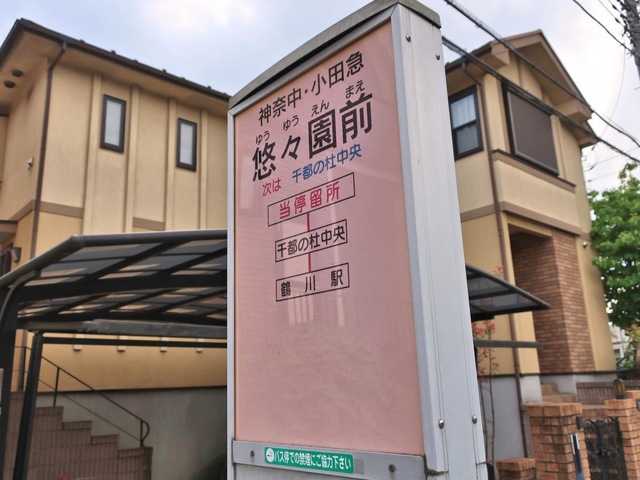 神奈中・小田急
ゆう ゆう えん まえ
悠々園前
次は 千都の杜中央
当停留所
千都の杜中央
鶴川駅
バス停での禁煙にご協力下さい